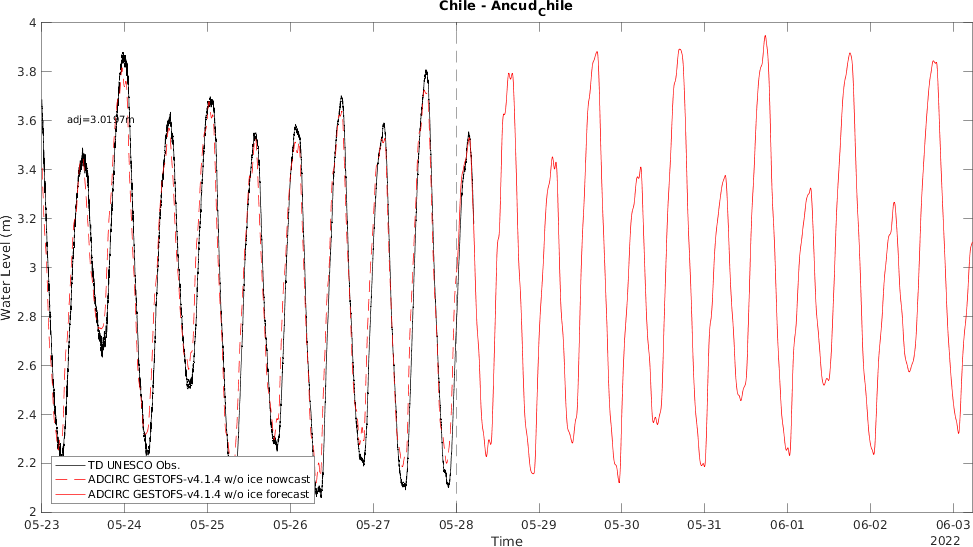 Chile - Ancud_Chile
4
3.8
3.6
3.4
3.2
3
2.8
2.6
2.4
2.2
2
Water Level (m)
adj=3.0197m
TD UNESCO Obs.
ADCIRC GESTOFS-v4.1.4 w/o ice nowcast
ADCIRC GESTOFS-v4.1.4 w/o ice forecast
05-23 05-24 05-25 05-26 05-27 05-28 05-29 05-30 05-31 06-01 06-02 06-03
Time
2022